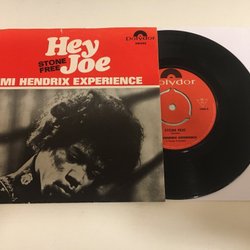 Hey
Joe
STONE
FREE
MI HENDRIX EXPERIENCE
Polydor
Polydor
STONE FREE